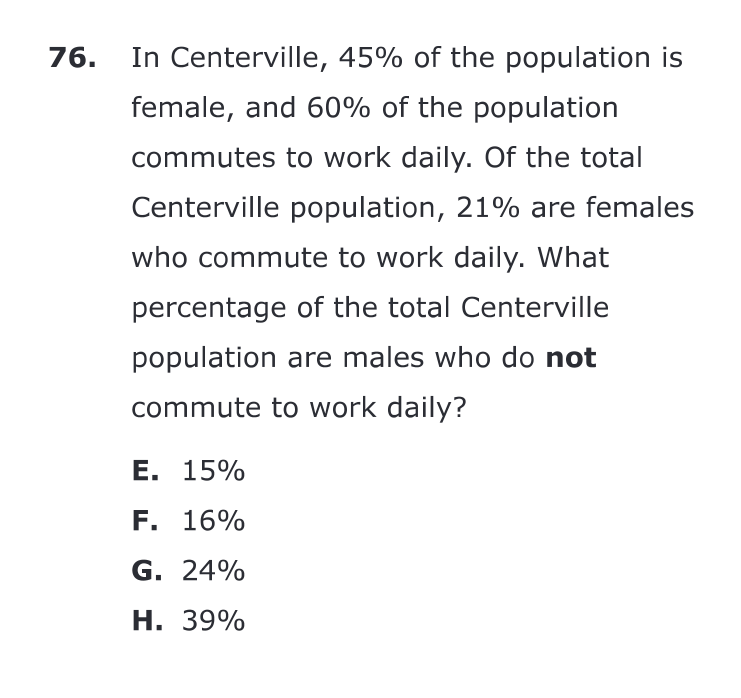 76. In Centerville, 45% of the population is
female, and 60% of the population
commutes to work daily. Of the total
Centerville population, 21% are females
who commute to work daily. What
percentage of the total Centerville
population are males who do not
commute to work daily?
E. 15%
F. 16%
G. 24%
H. 39%